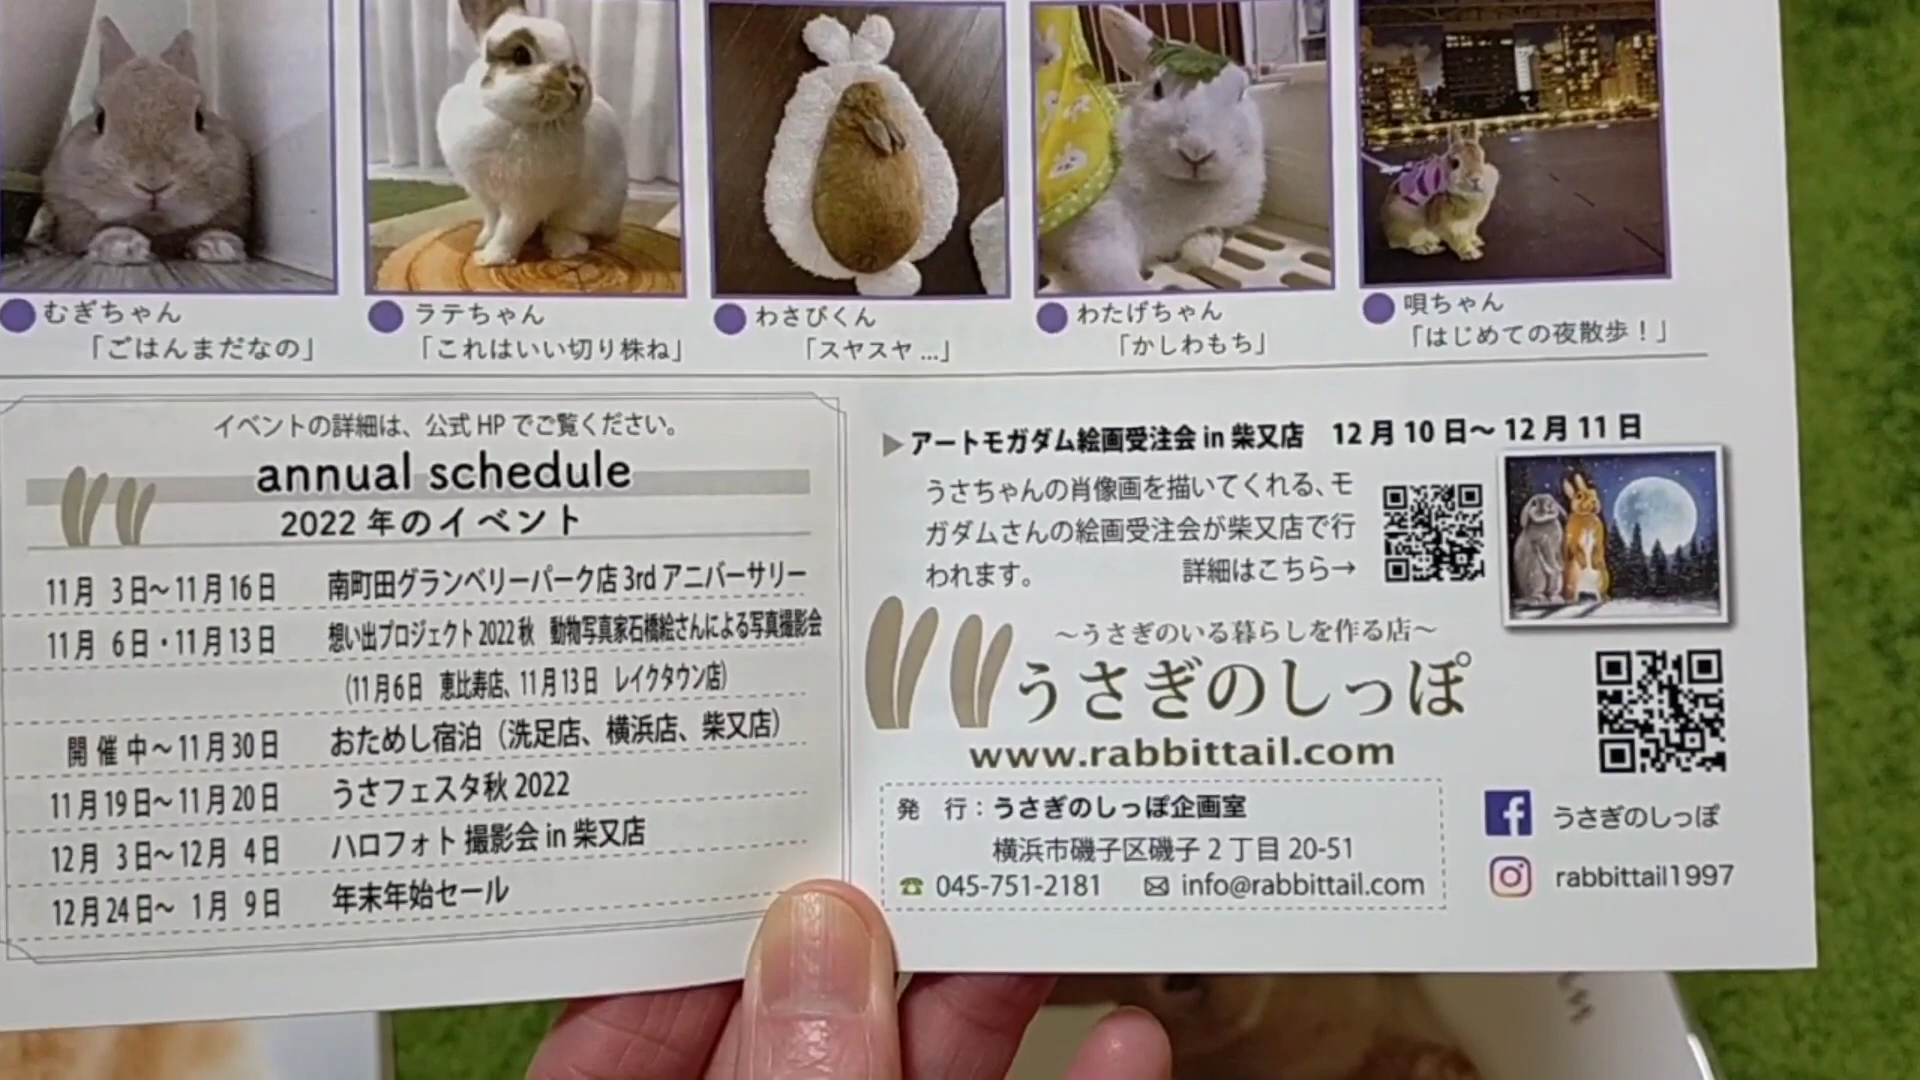 むぎちゃん
「ごはんまだなの」
ラテちゃん
「これはいい切り株ね」
わさびくん
「スヤスヤ...」
わたげちゃん
「かしわもち」
唄ちゃん
「はじめての夜散歩!」
イベントの詳細は、公式HPでご覧ください。
annual schedule
2022年のイベント
11月 3日～11月16日 南町田グランベリーパーク店3rdアニバーサリー
11月 6日・11月13日 想い出プロジェクト2022秋 動物写真家石橋絵さんによる写真撮影会
(11月6日 恵比寿店、11月13日 レイクタウン店)
開催中～11月30日 おためし宿泊(洗足店、横浜店、柴又店)
11月19日～11月20日 うさフェスタ秋2022
12月 3日～12月 4日 ハロフォト撮影会in柴又店
12月24日～ 1月 9日 年末年始セール
▶アートモガダム絵画受注会in柴又店 12月10日～12月11日
うさちゃんの肖像画を描いてくれる、モ
ガダムさんの絵画受注会が柴又店で行
われます。 詳細はこちら→
～うさぎのいる暮らしを作る店～
うさぎのしっぽ
www.rabbittail.com
発 行：うさぎのしっぽ企画室
横浜市磯子区磯子2丁目20-51
045-751-2181 info@rabbittail.com
うさぎのしっぽ
rabbittail1997